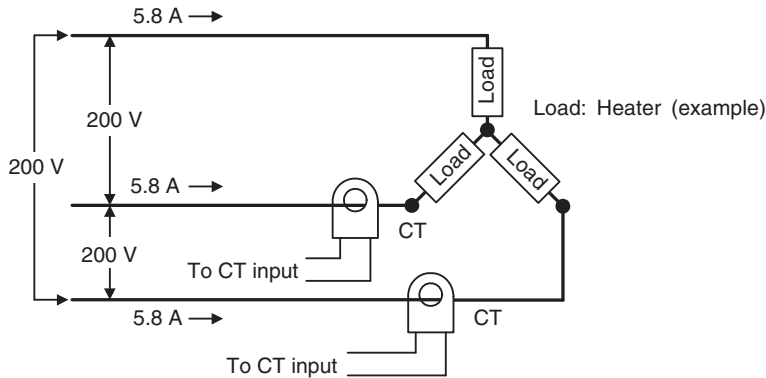 5.8 A
Load
Load: Heater (example)
200 V
Load
Load
200 V
5.8 A
CT
200 V
To CT input
5.8 A
CT
To CT input